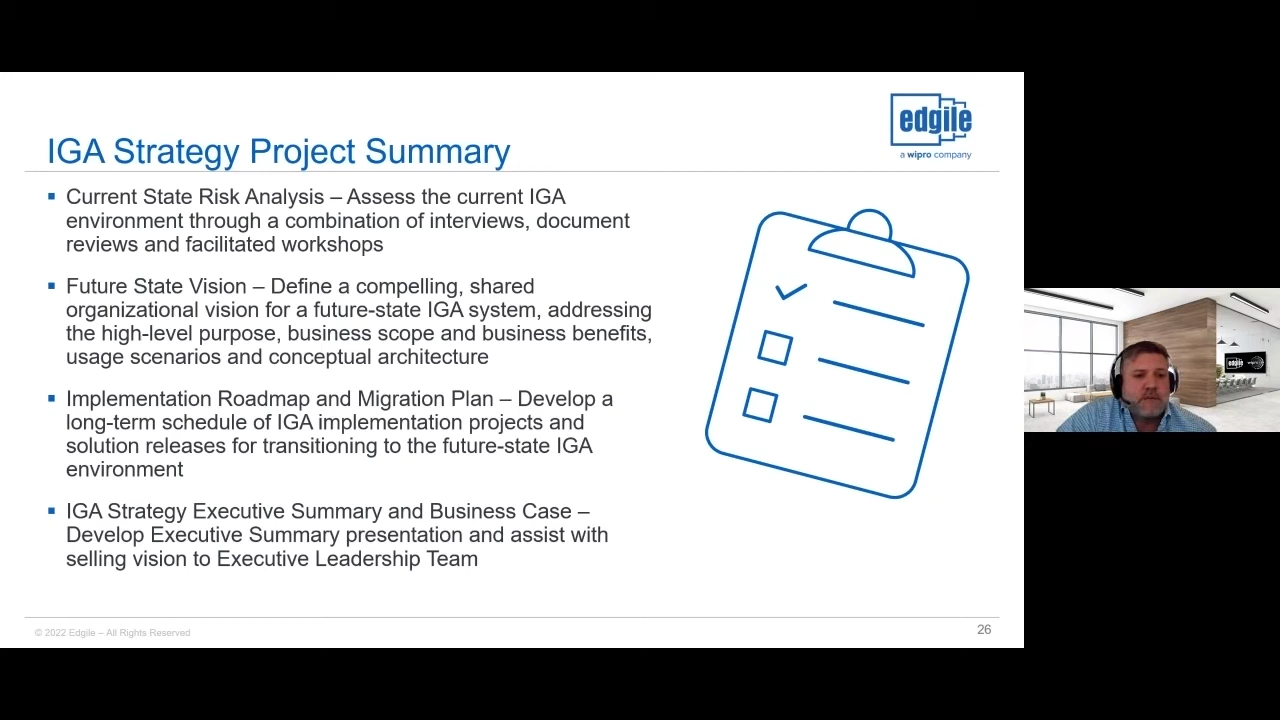 edgile
a wipro company
IGA Strategy Project Summary
▪ Current State Risk Analysis – Assess the current IGA
environment through a combination of interviews, document
reviews and facilitated workshops
▪ Future State Vision – Define a compelling, shared
organizational vision for a future-state IGA system, addressing
the high-level purpose, business scope and business benefits,
usage scenarios and conceptual architecture
▪ Implementation Roadmap and Migration Plan – Develop a
long-term schedule of IGA implementation projects and
solution releases for transitioning to the future-state IGA
environment
▪ IGA Strategy Executive Summary and Business Case –
Develop Executive Summary presentation and assist with
selling vision to Executive Leadership Team
© 2022 Edgile – All Rights Reserved
26
edgile
wipro